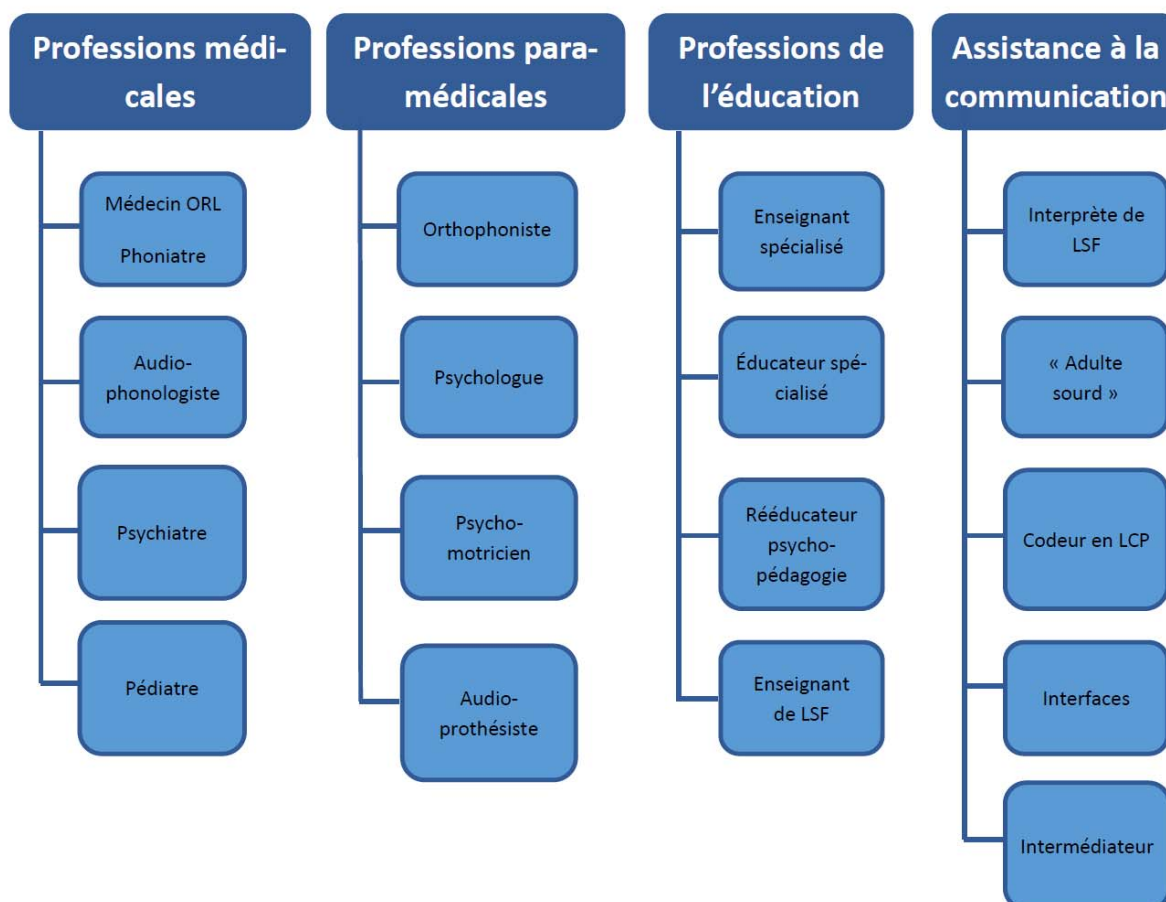 Professions médi-
cales
Médecin ORL
Phoniatre
Audio-
phonologiste
Psychiatre
Pédiatre
Professions para-
médicales
Orthophoniste
Psychologue
Psycho-
motricien
Audio-
prothésiste
Professions de
l’éducation
Enseignant
spécialisé
Éducateur spé-
cialisé
Rééducateur
psycho-
pédagogie
Enseignant
de LSF
Assistance à la
communication
Interprète de
LSF
« Adulte
sourd »
Codeur en LCP
Interfaces
Intermédiateur